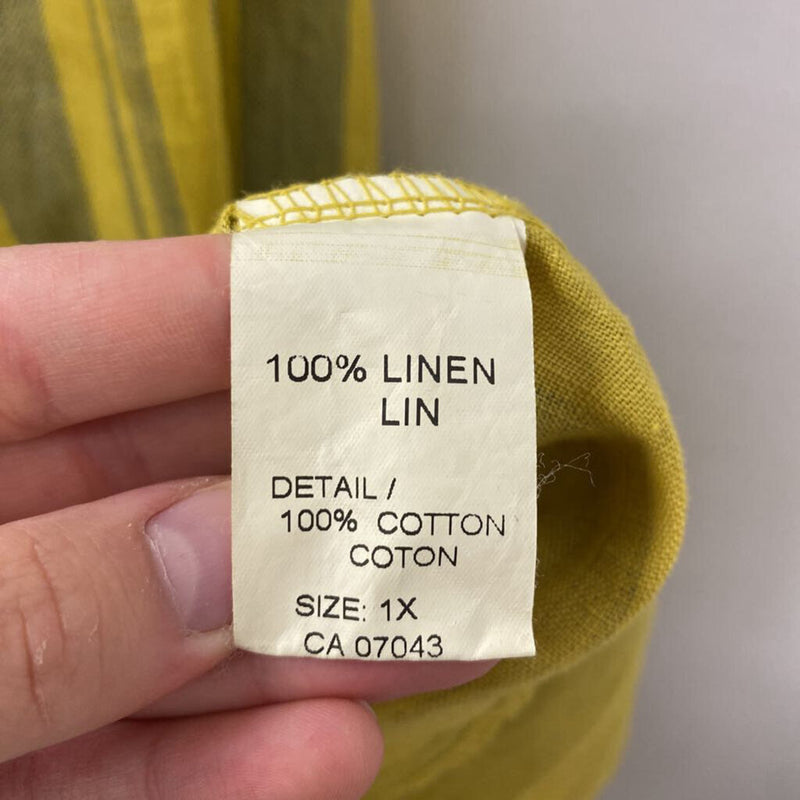 100% LINEN
LIN
DETAIL /
100% COTTON
COTON
SIZE: 1X
CA 07043